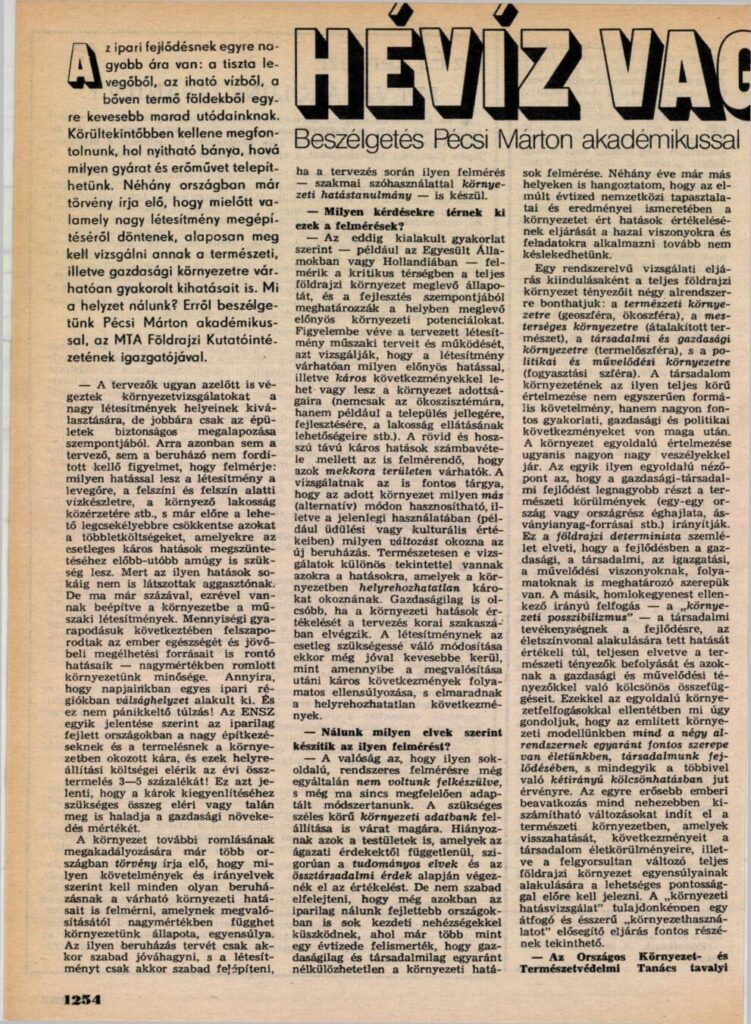 HÉVÍZ VAG
Beszélgetés Pécsi Márton akadémikussal
Az ipari fejlődésnek egyre na-
gyobb ára van: a tiszta le-
vegőből, az iható vízből, a
bőven termő földekből egy-
re kevesebb marad utódainknak.
Körültekintőbben kellene megfon-
tolnunk, hol nyitható bánya, hová
milyen gyárat és erőművet telepít-
hetünk. Néhány országban már
törvény írja elő, hogy mielőtt va-
lamely nagy létesítmény megépí-
téséről döntenek, alaposan meg
kell vizsgálni annak a természeti,
illetve gazdasági környezetre vár-
hatóan gyakorolt kihatásait is. Mi
a helyzet nálunk? Erről beszélge-
tünk Pécsi Márton akadémikus-
sal, az MTA Földrajzi Kutatóinté-
zetének igazgatójával.
— A tervezők ugyan azelőtt is vé-
geztek környezetvizsgálatokat a
nagy létesítmények helyeinek kivá-
lasztására, de jobbára csak az épü-
letek biztonságos megalapozása
szempontjából. Arra azonban sem a
tervező, sem a beruházó nem fordí-
tott kellő figyelmet, hogy felmérje:
milyen hatással lesz a létesítmény a
levegőre, a felszíni és felszín alatti
vízkészletre, a környező lakosság
közérzetére stb., s már előre a lehe-
tő legcsekélyebbre csökkentse azokat
a többletköltségeket, amelyekre az
esetleges káros hatások megszünte-
téséhez előbb-utóbb amúgy is szük-
ség lesz. Mert az ilyen hatások so-
káig nem is látszottak aggasztónak.
De ma már százával, ezrével van-
nak beépítve a környezetbe a mű-
szaki létesítmények. Mennyiségi gya-
rapodásuk következtében felszapo-
rodtak az ember egészségét és jövő-
beli megélhetési forrásait is rontó
hatásaik — nagymértékben romlott
környezetünk minősége. Annyira,
hogy napjainkban egyes ipari ré-
giókban válsághelyzet alakult ki. És
ez nem pánikkeltő túlzás! Az ENSZ
egyik jelentése szerint az iparilag
fejlett országokban a nagy építkezé-
seknek és a termelésnek a környe-
zetben okozott kára, és ezek helyre-
állítási költségei elérik az évi össz-
termelés 3—5 százalékát! Ez azt je-
lenti, hogy a károk kiegyenlítéséhez
szükséges összeg eléri vagy talán
meg is haladja a gazdasági növeke-
dés mértékét.
A környezet további romlásának
megakadályozására már több or-
szágban törvény írja elő, hogy mi-
lyen követelmények és irányelvek
szerint kell minden olyan beruhá-
zásnak a várható környezeti hatá-
sait is felmérni, amelynek megvaló-
sításától nagymértékben függhet
környezetünk állapota, egyensúlya.
Az ilyen beruházás tervét csak ak-
kor szabad jóváhagyni, s a létesít-
ményt csak akkor szabad felépíteni,
ha a tervezés során ilyen felmérés
— szakmai szóhasználattal környe-
zeti hatástanulmány — is készül.
— Milyen kérdésekre térnek ki
ezek a felmérések?
— Az eddig kialakult gyakorlat
szerint — például az Egyesült Álla-
mokban vagy Hollandiában — fel-
mérik a kritikus térségben a teljes
földrajzi környezet meglevő állapo-
tát, és a fejlesztés szempontjából
meghatározzák a helyben meglevő
előnyös környezeti potenciálokat.
Figyelembe véve a tervezett létesít-
mény műszaki terveit és működését,
azt vizsgálják, hogy a létesítmény
várhatóan milyen előnyös hatással,
illetve káros következményekkel le-
het vagy lesz a környezet adottsá-
gaira (nemcsak az ökoszisztémára,
hanem például a település jellegére,
fejlesztésére, a lakosság ellátásának
lehetőségeire stb.). A rövid és hosz-
szú távú káros hatások számbavéte-
le mellett az is felmérendő, hogy
azok mekkora területen várhatók. A
vizsgálatnak az is fontos tárgya,
hogy az adott környezet milyen más
(alternatív) módon hasznosítható, il-
letve a jelenlegi használatában (pél-
dául üdülési vagy kulturális érté-
keiben) milyen változást okozna az
új beruházás. Természetesen e vizs-
gálatok különös tekintettel vannak
azokra a hatásokra, amelyek a kör-
nyezetben helyrehozhatatlan káro-
kat okoznának. Gazdaságilag is ol-
csóbb, ha a környezeti hatások ér-
tékelését a tervezés korai szakaszá-
ban elvégzik. A létesítménynek az
esetleg szükségessé váló módosítása
ekkor még jóval kevesebbe kerül,
mint amennyibe a megvalósítása
utáni káros következmények folya-
matos ellensúlyozása, s elmaradnak
a helyrehozhatatlan következmé-
nyek.
— Nálunk milyen elvek szerint
készítik az ilyen felmérést?
— A valóság az, hogy ilyen sok-
oldalú, rendszeres felmérésre még
egyáltalán nem voltunk felkészülve,
s még ma sincs megfelelően adap-
tált módszertanunk. A szükséges
széles körű környezeti adatbank fel-
állítása is várat magára. Hiányoz-
nak azok a testületek is, amelyek az
ágazati érdekektől függetlenül, szi-
gorúan a tudományos elvek és az
össztársadalmi érdek alapján végez-
nék el az értékelést. De nem szabad
elfelejteni, hogy még azokban az
iparilag nálunk fejlettebb országok-
ban is sok kezdeti nehézségekkel
küszködnek, ahol már több mint
egy évtizede felismerték, hogy gaz-
daságilag és társadalmilag egyaránt
nélkülözhetetlen a környezeti hatá-
sok felmérése. Néhány éve már más
helyeken is hangoztatom, hogy az el-
múlt évtized nemzetközi tapasztala-
tai és eredményei ismeretében a
környezetet ért hatások értékelésé-
nek eljárását a hazai viszonyokra és
feladatokra alkalmazni tovább nem
késlekedhetünk.
Egy rendszerelvű vizsgálati eljá-
rás kiindulásaként a teljes földrajzi
környezet tényezőit négy alrendszer-
re bonthatjuk: a természeti környe-
zetre (geoszféra, ökoszféra), a mes-
terséges környezetre (átalakított ter-
mészet), a társadalmi és gazdasági
környezetre (termelőszféra), s a po-
litikai és művelődési környezetre
(fogyasztási szféra). A társadalom
környezetének az ilyen teljes körű
értelmezése nem egyszerűen formá-
lis követelmény, hanem nagyon fon-
tos gyakorlati, gazdasági és politikai
következményeket von maga után.
A környezet egyoldalú értelmezése
ugyanis nagyon nagy veszélyekkel
jár. Az egyik ilyen egyoldalú néző-
pont az, hogy a gazdasági-társadal-
mi fejlődést legnagyobb részt a ter-
mészeti körülmények (egy-egy or-
szág vagy országrész éghajlata, ás-
ványianyag-forrásai stb.) irányítják.
Ez a földrajzi determinista szemlé-
let elveti, hogy a fejlődésben a gaz-
dasági, a társadalmi, az igazgatási,
a művelődési viszonyoknak, folya-
matoknak is meghatározó szerepük
van. A másik, homlokegyenest ellen-
kező irányú felfogás — a „környe-
zeti posszibilizmus” — a társadalmi
tevékenységnek a fejlődésre, az
életszínvonal alakulására tett hatását
értékeli túl, teljesen elvetve a ter-
mészeti tényezők befolyását és azok-
nak a gazdasági és művelődési té-
nyezőkkel való kölcsönös összefüg-
géseit. Ezekkel az egyoldalú környe-
zetfelfogásokkal ellentétben mi úgy
gondoljuk, hogy az említett környe-
zeti modellünkben mind a négy al-
rendszernek egyaránt fontos szerepe
van életünkben, társadalmunk fej-
lődésében, s mindegyik a többivel
való kétirányú kölcsönhatásban jut
érvényre. Az egyre erősebb emberi
beavatkozás mind nehezebben ki-
számítható változásokat indít el a
természeti környezetben, amelyek
visszahatását, következményeit a
társadalom életkörülményeire, illet-
ve a felgyorsultan változó teljes
földrajzi környezet egyensúlyainak
alakulására a lehetséges pontosság-
gal előre kell jelezni. A „környezeti
hatásvizsgálat” tulajdonképpen egy
átfogó és ésszerű „környezethaszná-
latot” elősegítő eljárás fontos részé-
nek tekinthető.
— Az Országos Környezet- és
Természetvédelmi Tanács tavalyi
1254